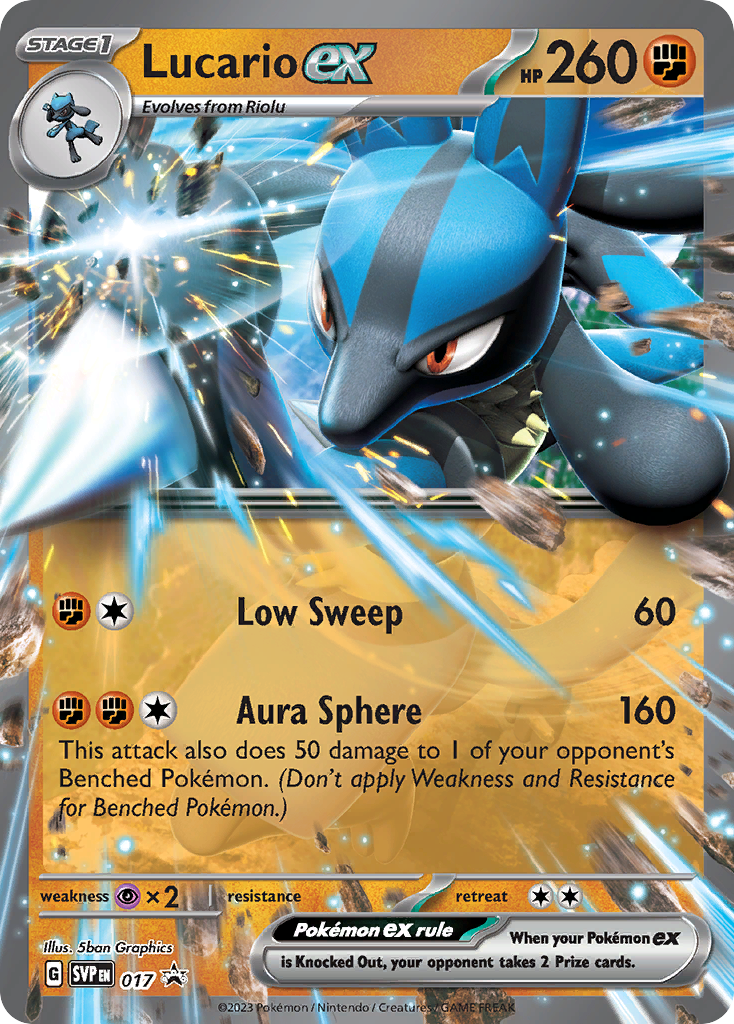 STAGE 1
Lucario ex
HP 260
Evolves from Riolu
Low Sweep 60
Aura Sphere 160
This attack also does 50 damage to 1 of your opponent's
Benched Pokémon. (Don't apply Weakness and Resistance
for Benched Pokémon.)
weakness ×2 resistance retreat
Illus. 5ban Graphics
Pokémon ex rule
When your Pokémon ex
is Knocked Out, your opponent takes 2 Prize cards.
G SVP EN 017
©2023 Pokémon / Nintendo / Creatures / GAME FREAK